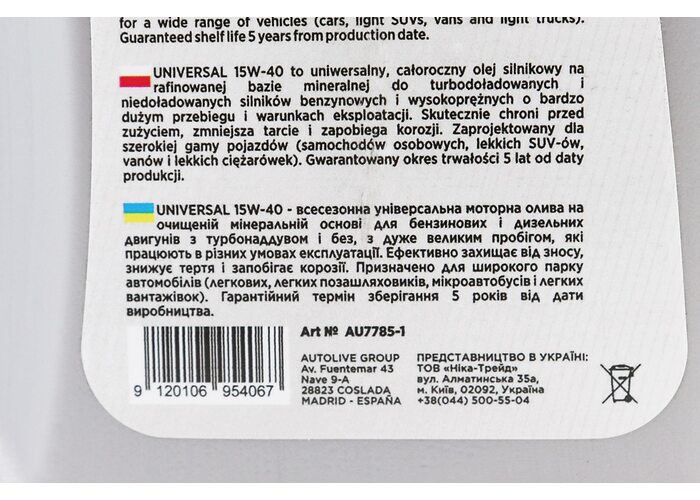 for a wide range of vehicles (cars, light SUVs, vans and light trucks).
Guaranteed shelf life 5 years from production date.
UNIVERSAL 15W-40 to uniwersalny, całoroczny olej silnikowy na
rafinowanej bazie mineralnej do turbodoładowanych i
niedoładowanych silników benzynowych i wysokoprężnych o bardzo
dużym przebiegu i warunkach eksploatacji. Skutecznie chroni przed
zużyciem, zmniejsza tarcie i zapobiega korozji. Zaprojektowany dla
szerokiej gamy pojazdów (samochodów osobowych, lekkich SUV-ów,
vanów i lekkich ciężarówek). Gwarantowany okres trwałości 5 lat od daty
produkcji.
UNIVERSAL 15W-40 - всесезонна універсальна моторна олива на
очищеній мінеральній основі для бензинових і дизельних
двигунів з турбонаддувом і без, з дуже великим пробігом, які
працюють в різних умовах експлуатації. Ефективно захищає від зносу,
знижує тертя і запобігає корозії. Призначено для широкого парку
автомобілів (легкових, легких позашляховиків, мікроавтобусів і легких
вантажівок). Гарантійний термін зберігання 5 років від дати
виробництва.
Art № AU7785-1
AUTOLIVE GROUP
Av. Fuentemar 43
Nave 9-A
28823 COSLADA
MADRID - ESPAÑA
ПРЕДСТАВНИЦТВО В УКРАЇНІ:
ТОВ «Ніка-Трейд»
вул. Алматинська 35а,
м. Київ, 02092, Україна
+38(044) 500-55-04
9 120106 954067